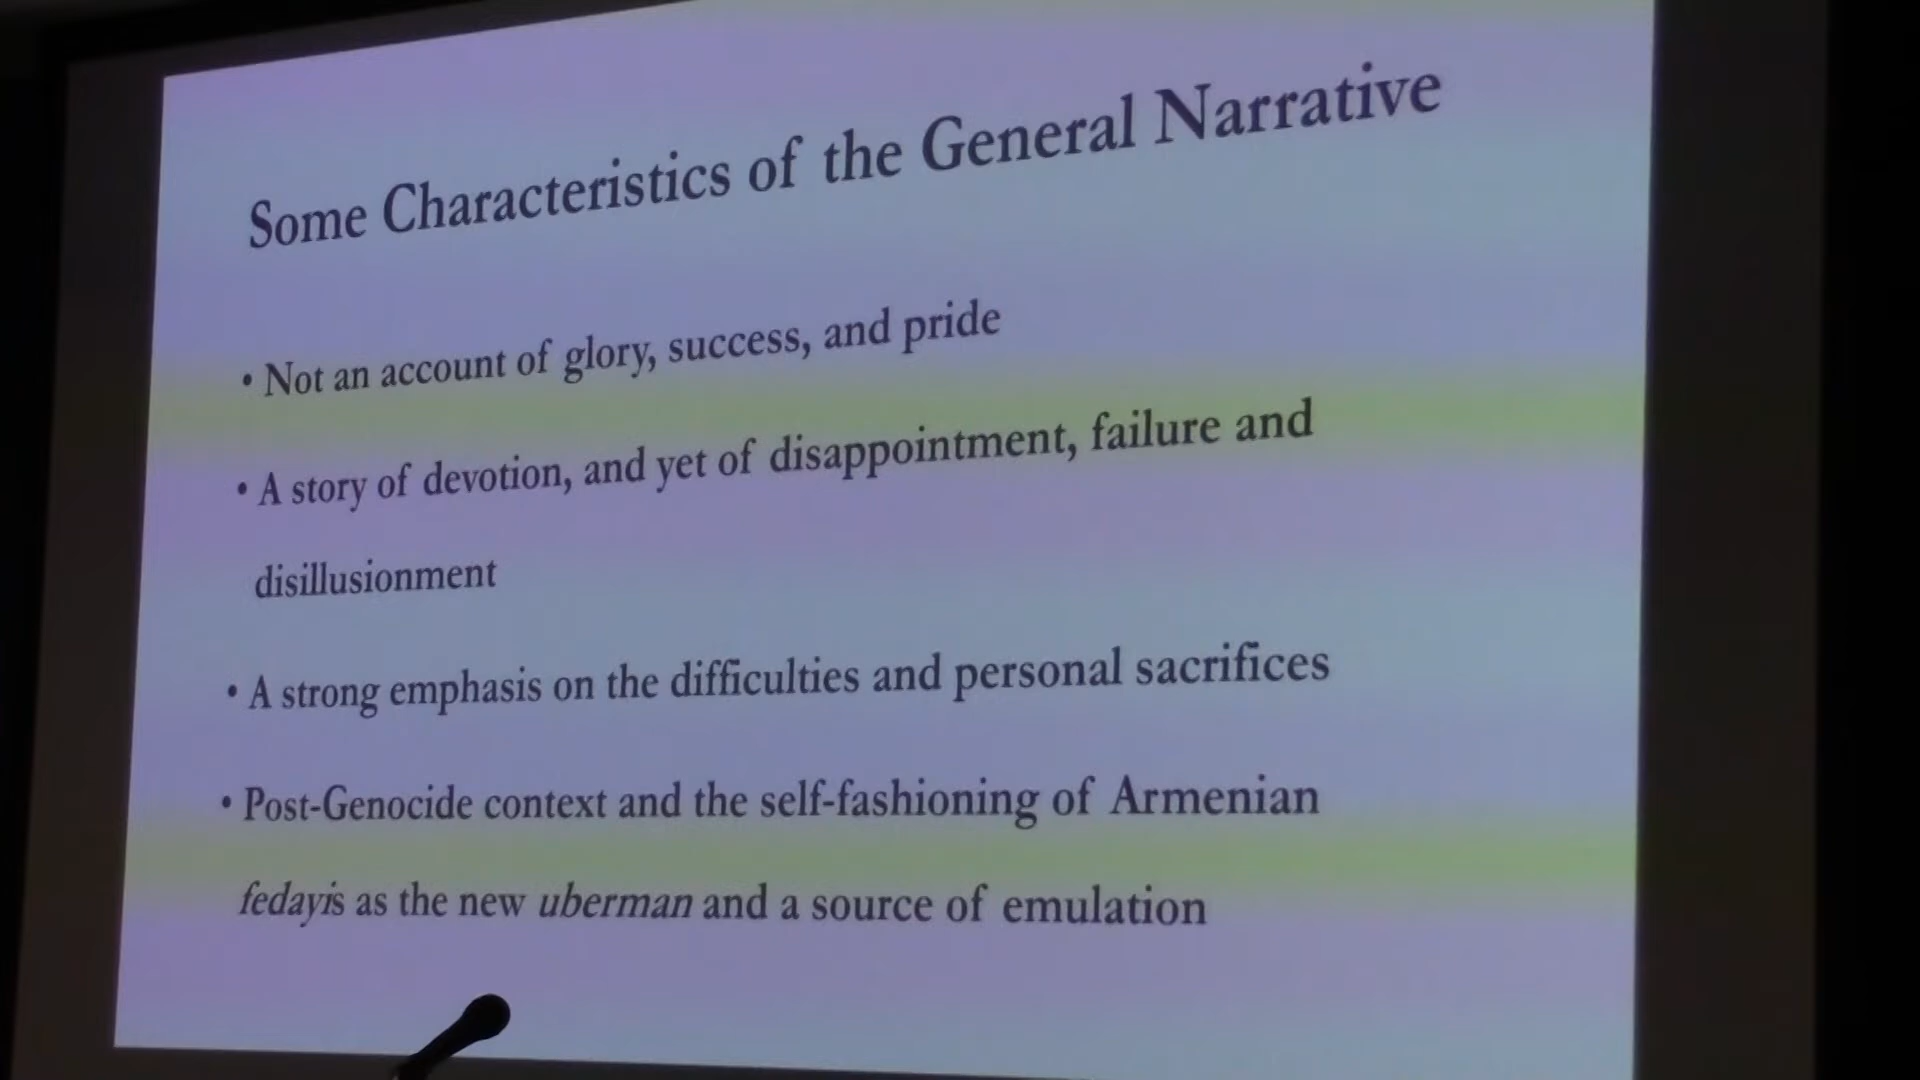 Some Characteristics of the General Narrative
• Not an account of glory, success, and pride
• A story of devotion, and yet of disappointment, failure and
disillusionment
• A strong emphasis on the difficulties and personal sacrifices
• Post-Genocide context and the self-fashioning of Armenian
fedayis as the new uberman and a source of emulation